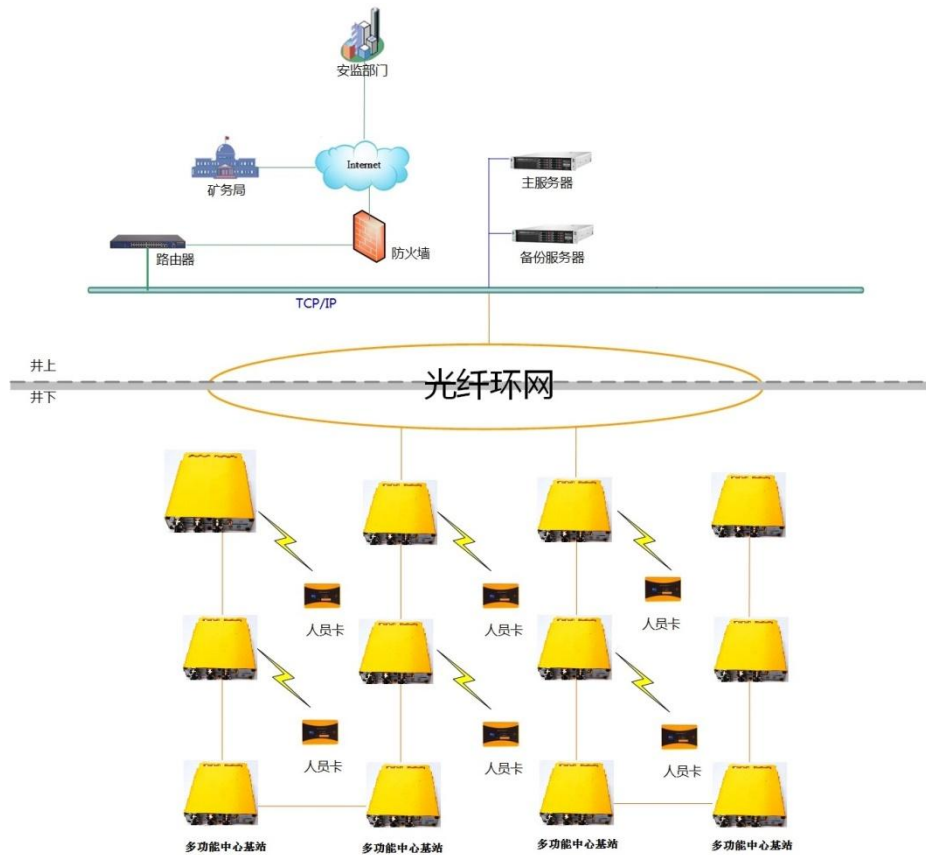 安监部门
Internet
矿务局
主服务器
路由器
防火墙
备份服务器
TCP/IP
井上
光纤环网
井下
人员卡
人员卡
人员卡
人员卡
人员卡
人员卡
多功能中心基站
多功能中心基站
多功能中心基站
多功能中心基站